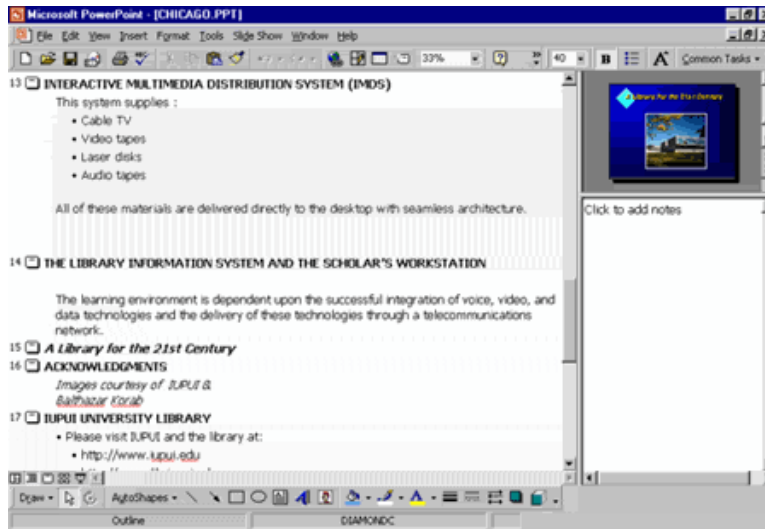 Microsoft PowerPoint - [CHICAGO.PPT]
File Edit View Insert Format Tools Slide Show Window Help
33% 40 B A Common Tasks
13 INTERACTIVE MULTIMEDIA DISTRIBUTION SYSTEM (IMDS)
This system supplies :
• Cable TV
• Video tapes
• Laser disks
• Audio tapes
All of these materials are delivered directly to the desktop with seamless architecture.
14 THE LIBRARY INFORMATION SYSTEM AND THE SCHOLAR'S WORKSTATION
The learning environment is dependent upon the successful integration of voice, video, and
data technologies and the delivery of these technologies through a telecommunications
network.
15 A Library for the 21st Century
16 ACKNOWLEDGMENTS
Images courtesy of IUPUI &
Balthazar Korab
17 IUPUI UNIVERSITY LIBRARY
• Please visit IUPUI and the library at:
• http://www.iupui.edu
A Library for the 21st Century
Click to add notes
Draw AutoShapes A
Outline DIAMONDC